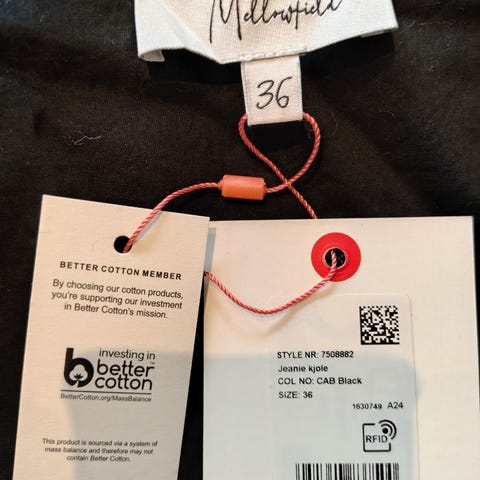 Mellowfield
36
BETTER COTTON MEMBER
By choosing our cotton products,
you're supporting our investment
in Better Cotton's mission.
investing in
better
cotton
TM
BetterCotton.org/MassBalance
This product is sourced via a system of
mass balance and therefore may not
contain Better Cotton.
STYLE NR: 7508882
Jeanie kjole
COL NO: CAB Black
SIZE: 36
1630749 A24
RFID